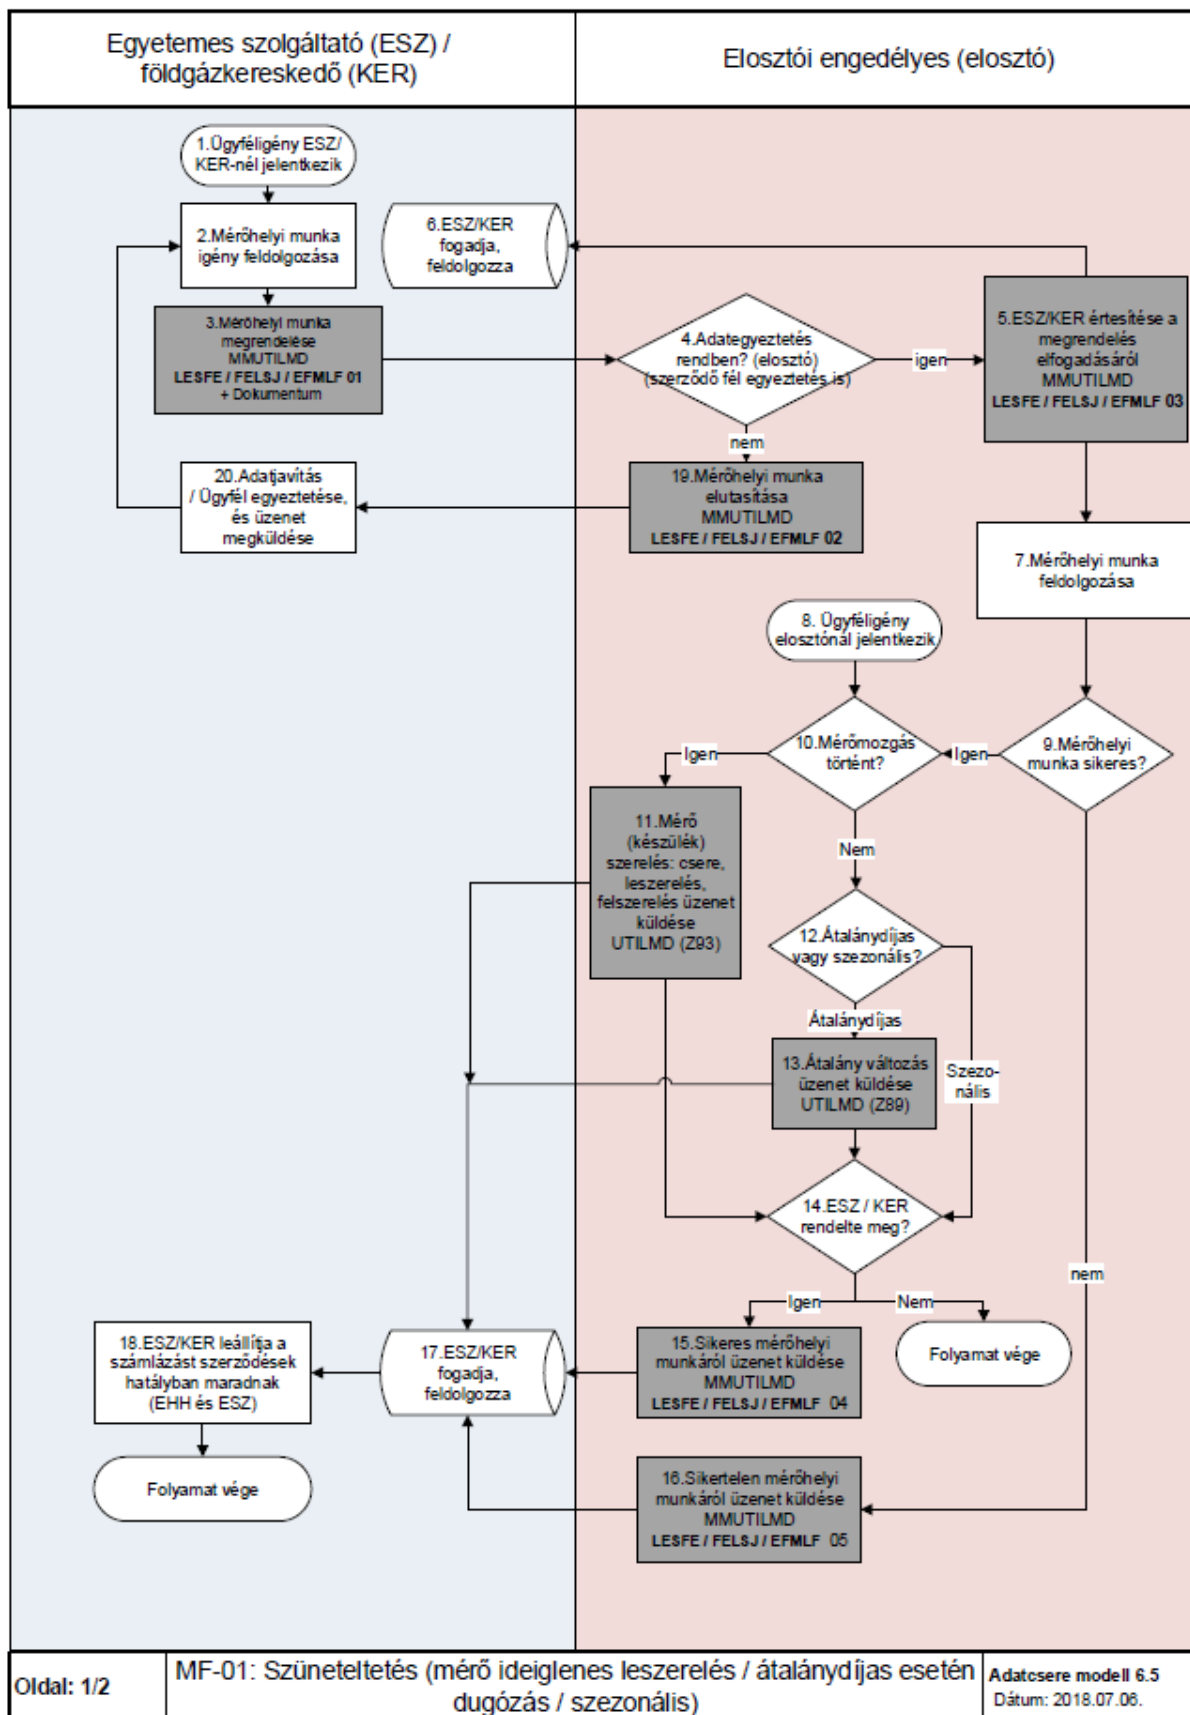 Egyetemes szolgáltató (ESZ) /
földgázkereskedő (KER)
Elosztói engedélyes (elosztó)
1.Ügyféligény ESZ/
KER-nél jelentkezik
2.Mérőhelyi munka
igény feldolgozása
6.ESZ/KER
fogadja,
feldolgozza
3.Mérőhelyi munka
megrendelése
MMUTILMD
LESFE / FELSJ / EFMLF 01
+ Dokumentum
4.Adategyeztetés
rendben? (elosztó)
(szerződő fél egyeztetés is)
igen
5.ESZ/KER értesítése a
megrendelés
elfogadásáról
MMUTILMD
LESFE / FELSJ / EFMLF 03
nem
20.Adatjavítás
/ Ügyfél egyeztetése,
és üzenet
megküldése
19.Mérőhelyi munka
elutasítása
MMUTILMD
LESFE / FELSJ / EFMLF 02
7.Mérőhelyi munka
feldolgozása
8. Ügyféligény
elosztónál jelentkezik
Igen
10.Mérőmozgás
történt?
Igen
9.Mérőhelyi
munka sikeres?
11.Mérő
(készülék)
szerelés: csere,
leszerelés,
felszerelés üzenet
küldése
UTILMD (Z93)
Nem
12.Átalánydíjas
vagy szezonális?
Átalánydíjas
13.Átalány változás
üzenet küldése
UTILMD (Z89)
Szezo-
nális
14.ESZ / KER
rendelte meg?
nem
Igen
Nem
18.ESZ/KER leállítja a
számlázást szerződések
hatályban maradnak
(EHH és ESZ)
17.ESZ/KER
fogadja,
feldolgozza
15.Sikeres mérőhelyi
munkáról üzenet küldése
MMUTILMD
LESFE / FELSJ / EFMLF 04
Folyamat vége
Folyamat vége
16.Sikertelen mérőhelyi
munkáról üzenet küldése
MMUTILMD
LESFE / FELSJ / EFMLF 05
Oldal: 1/2
MF-01: Szüneteltetés (mérő ideiglenes leszerelés / átalánydíjas esetén
dugózás / szezonális)
Adatcsere modell 6.5
Dátum: 2018.07.06.